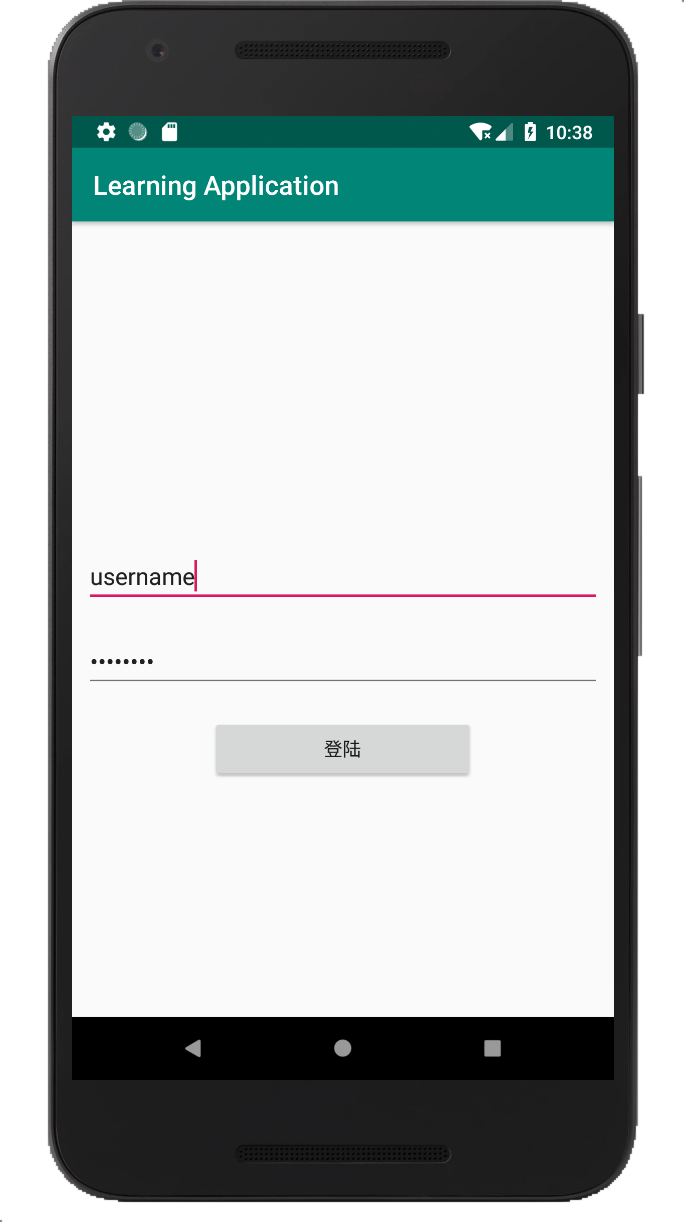 10:38
Learning Application
username
••••••••
登陆